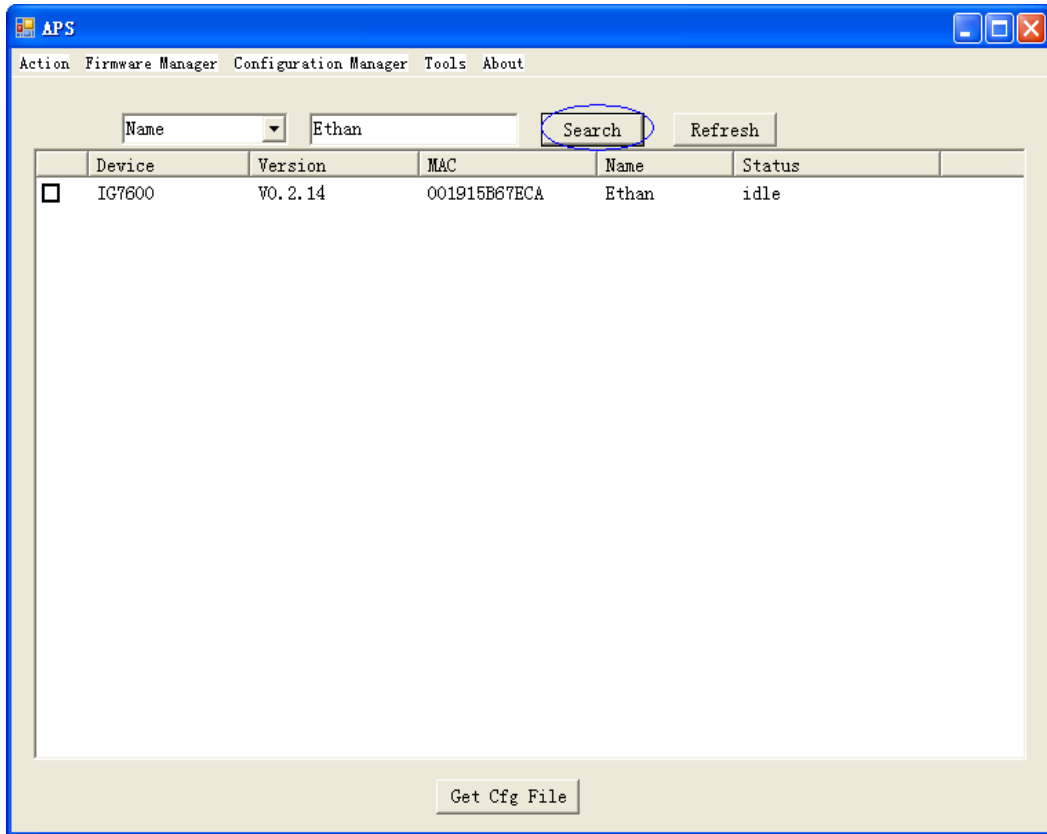 APS
Action Firmware Manager Configuration Manager Tools About
Name Ethan Search Refresh
Device Version MAC Name Status
IG7600 V0.2.14 001915B67ECA Ethan idle
Get Cfg File